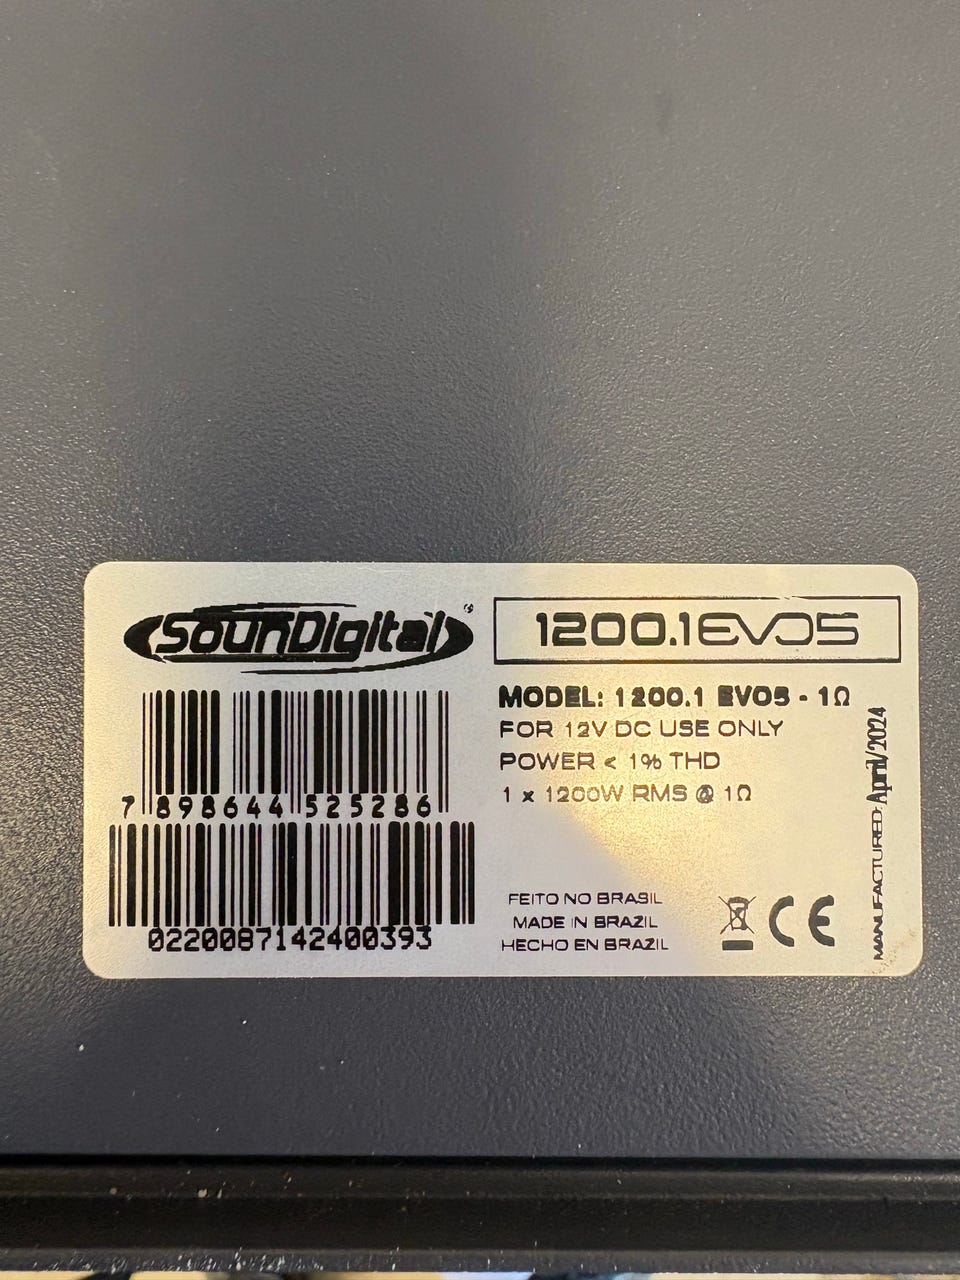 SounDigital®
1200.1EVO5
7 898644 525286
0220087142400393
MODEL: 1200.1 EVO5 - 1Ω
FOR 12V DC USE ONLY
POWER < 1% THD
1 x 1200W RMS @ 1Ω
FEITO NO BRASIL
MADE IN BRAZIL
HECHO EN BRAZIL
CE
MANUFACTURED: April/2024